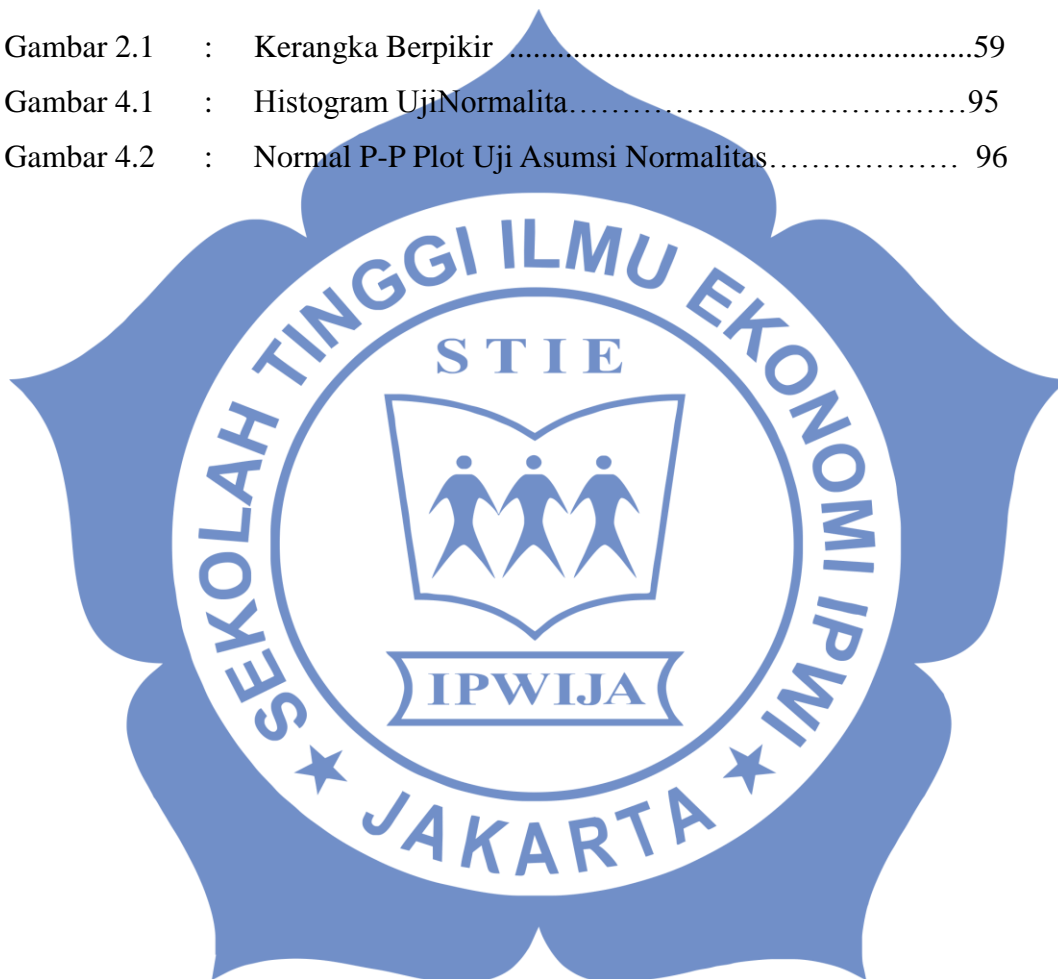 Gambar 2.1 : Kerangka Berpikir ..........................................................59
Gambar 4.1 : Histogram UjiNormalita…………………..………………95
Gambar 4.2 : Normal P-P Plot Uji Asumsi Normalitas……………… 96
SEKOLAH TINGGI ILMU EKONOMI IPWI
STIE
IPWIJA
JAKARTA